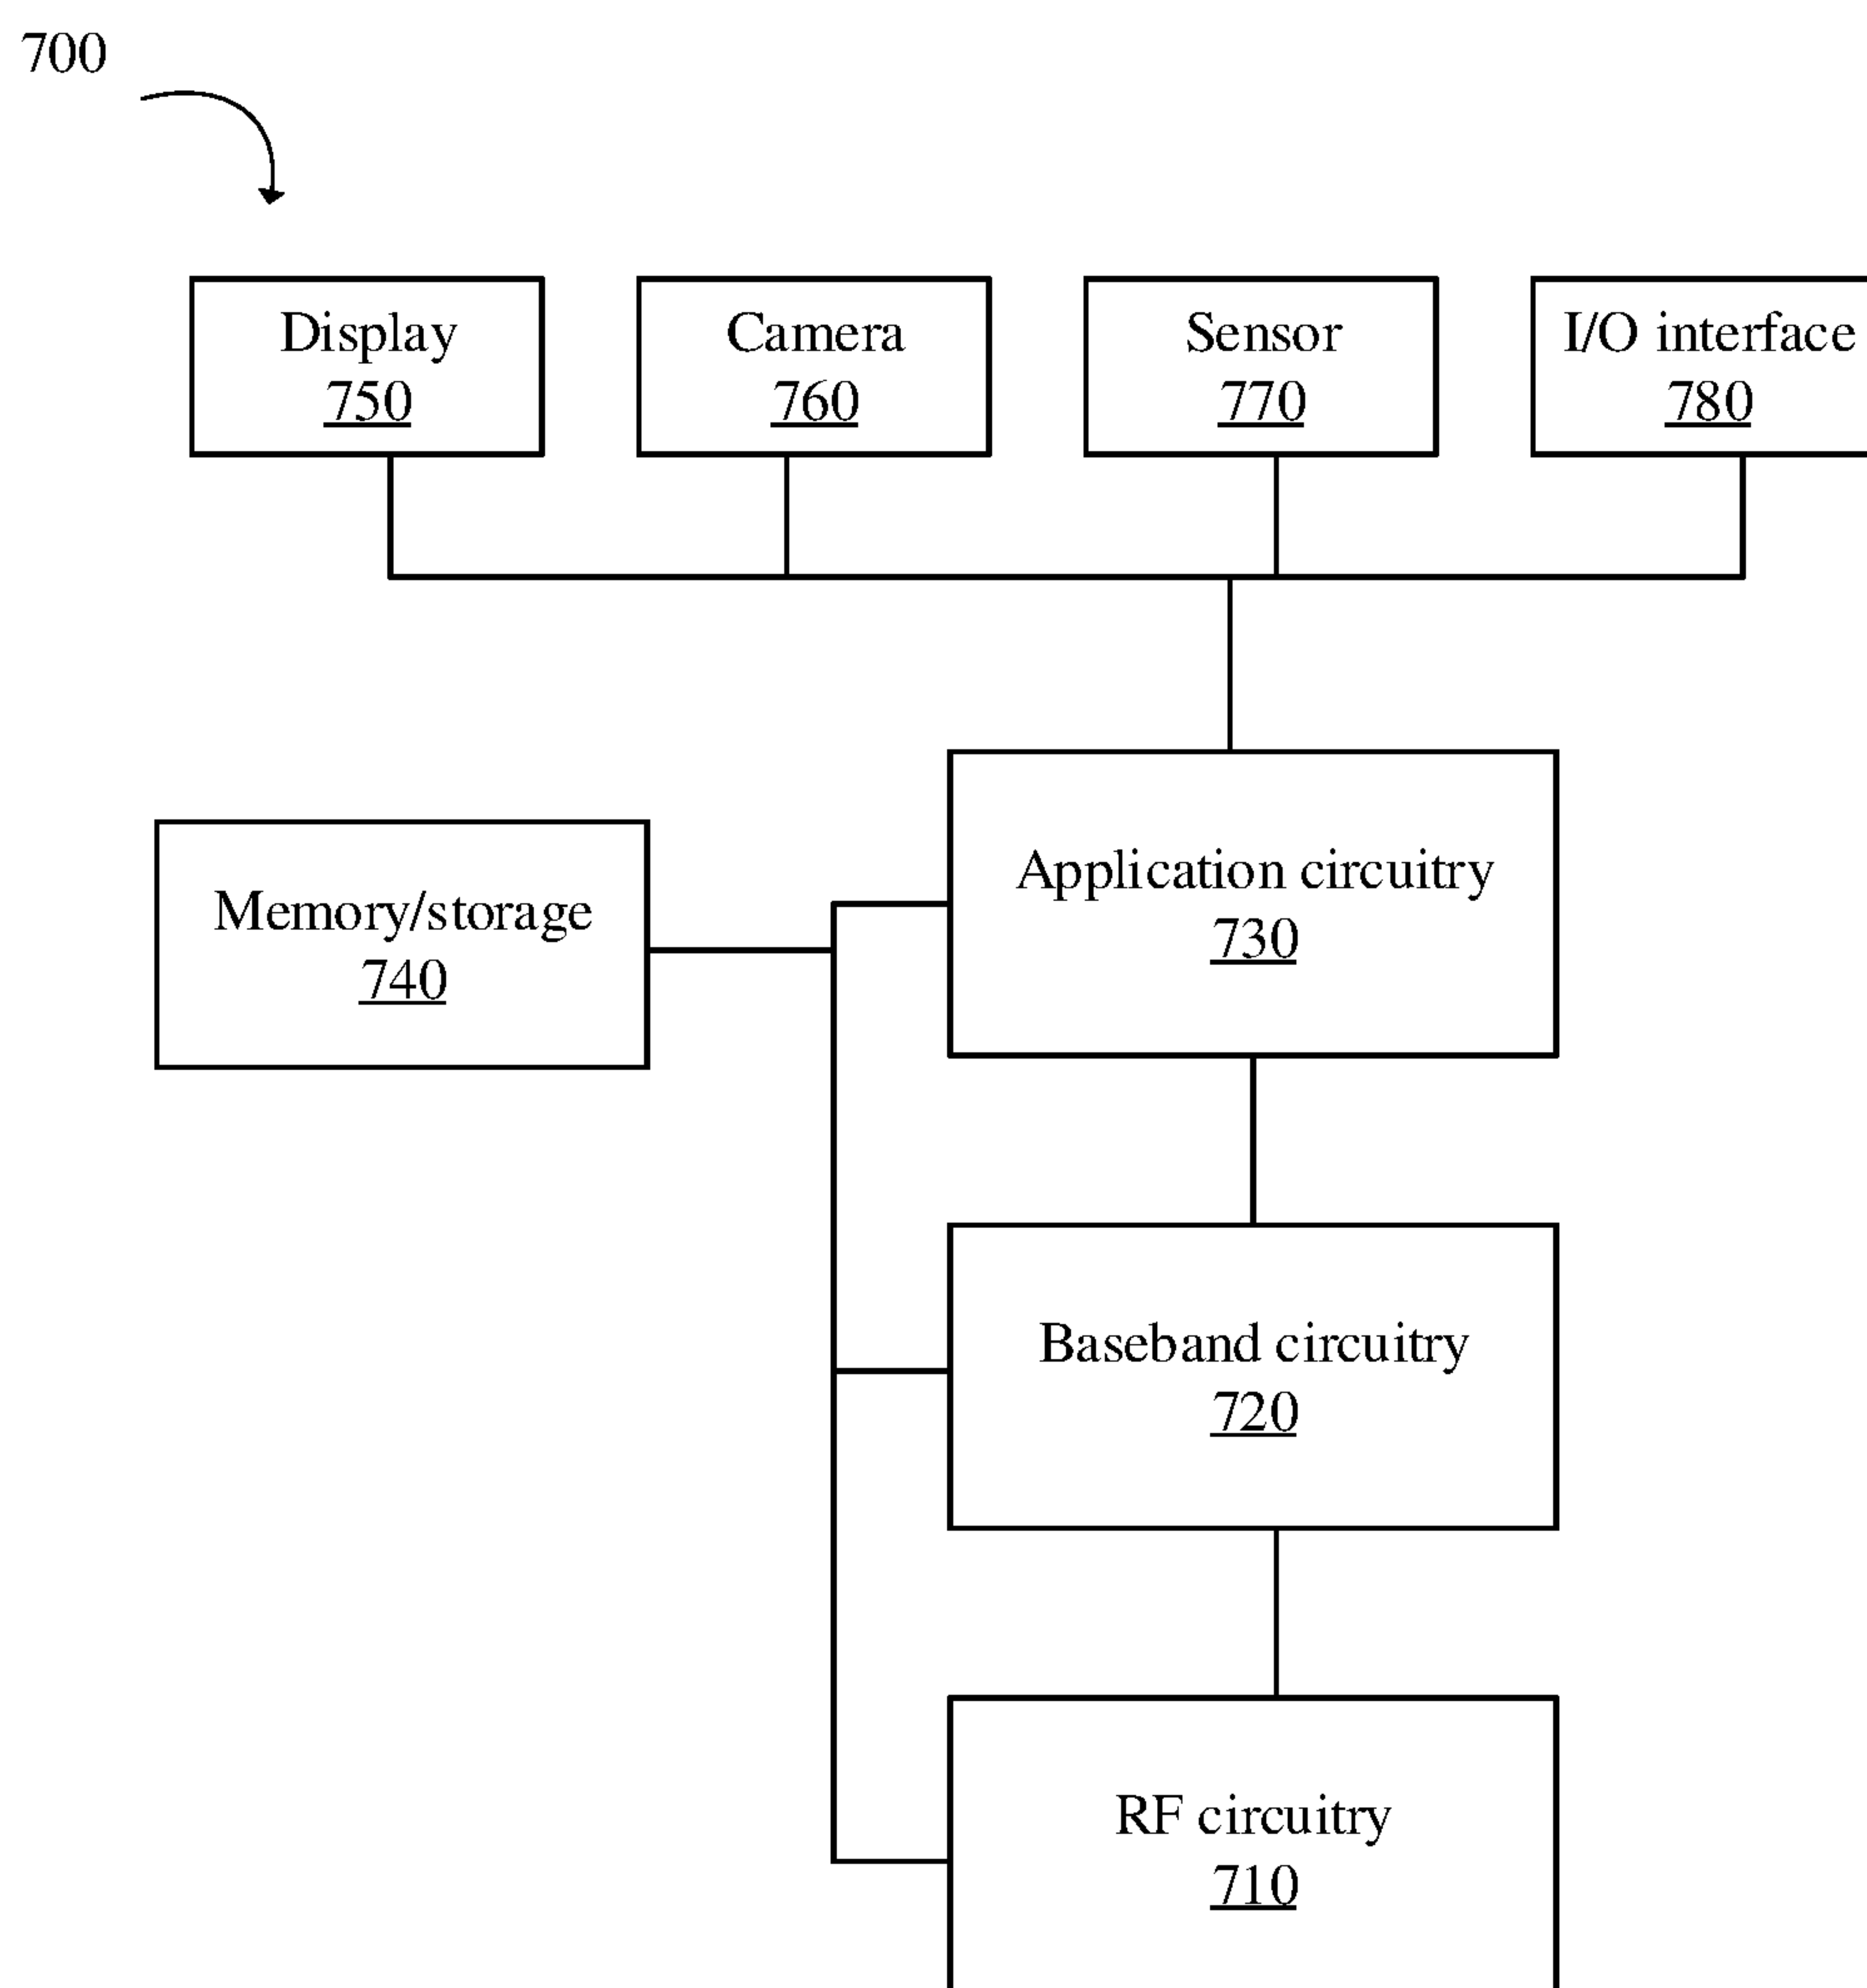 700
Display
750
Camera
760
Sensor
770
I/O interface
780
Application circuitry
730
Memory/storage
740
Baseband circuitry
720
RF circuitry
710